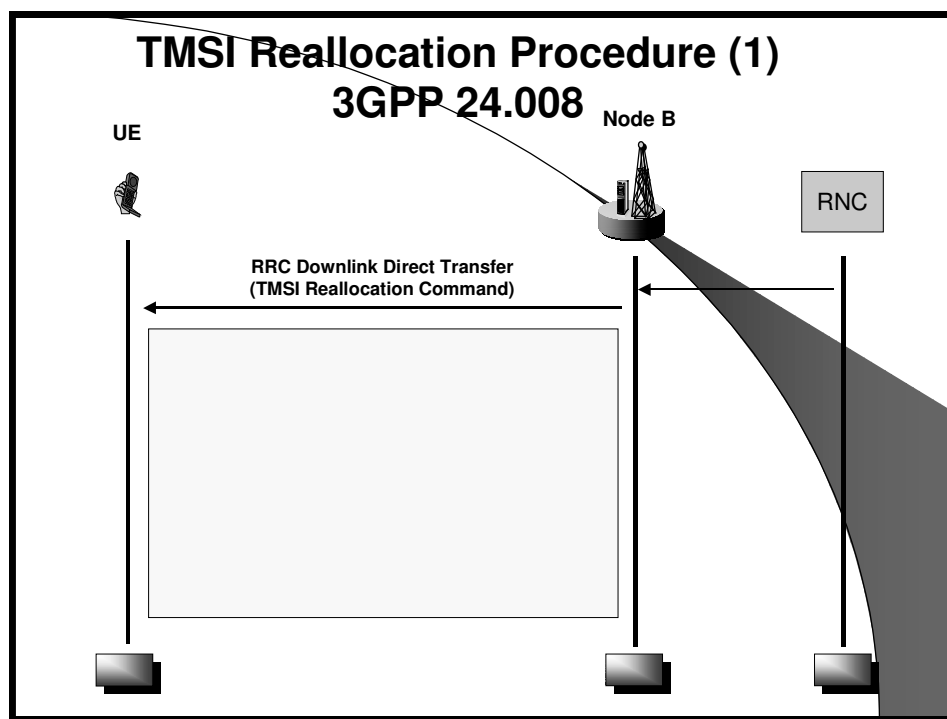 TMSI Reallocation Procedure (1)
3GPP 24.008
UE
Node B
RNC
RRC Downlink Direct Transfer
(TMSI Reallocation Command)